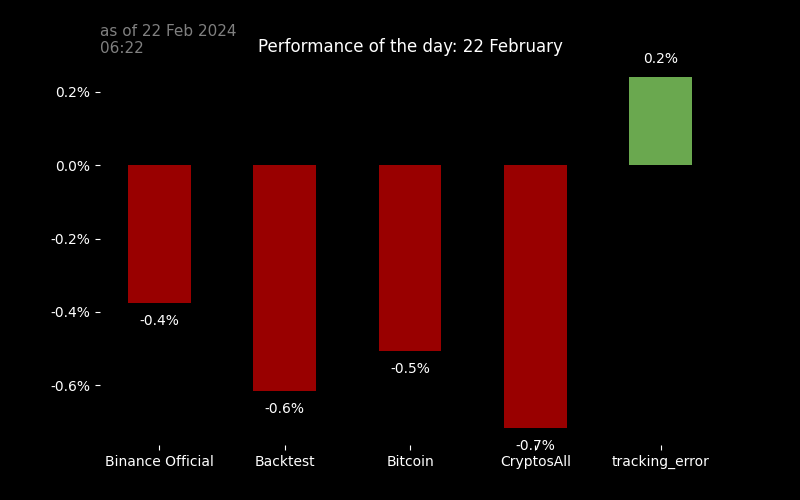 as of 22 Feb 2024
06:22
Performance of the day: 22 February
0.2%
0.2%
0.0%
-0.2%
-0.4%
-0.6%
-0.4%
-0.6%
-0.5%
-0.7%
Binance Official
Backtest
Bitcoin
CryptosAll
tracking_error